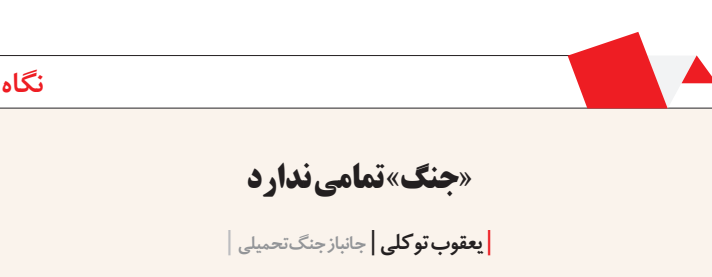 نگاه
«جنگ» تمامی ندارد
| یعقوب توکلی | جانباز جنگ تحمیلی |